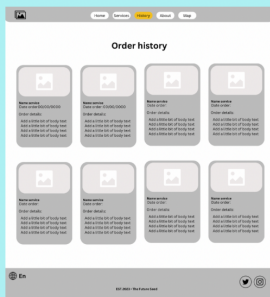 Home Services History About Shop
Order history
Name service
Date order
Order details:
Add a little bit of body text
Add a little bit of body text
Add a little bit of body text
Add a little bit of body text
Name service
Date order
Order details:
Add a little bit of body text
Add a little bit of body text
Add a little bit of body text
Add a little bit of body text
Name service
Date order
Order details:
Add a little bit of body text
Add a little bit of body text
Add a little bit of body text
Add a little bit of body text
Name service
Date order
Order details:
Add a little bit of body text
Add a little bit of body text
Add a little bit of body text
Add a little bit of body text
Name service
Date order
Order details:
Add a little bit of body text
Add a little bit of body text
Add a little bit of body text
Add a little bit of body text
Name service
Date order
Order details:
Add a little bit of body text
Add a little bit of body text
Add a little bit of body text
Add a little bit of body text
Name service
Date order
Order details:
Add a little bit of body text
Add a little bit of body text
Add a little bit of body text
Add a little bit of body text
Name service
Date order
Order details:
Add a little bit of body text
Add a little bit of body text
Add a little bit of body text
Add a little bit of body text
En